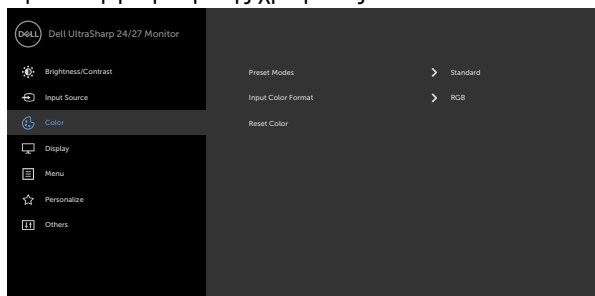 DELL
Dell UltraSharp 24/27 Monitor
Brightness/Contrast
Preset Modes
Standard
Input Source
Input Color Format
RGB
Color
Reset Color
Display
Menu
Personalize
Others